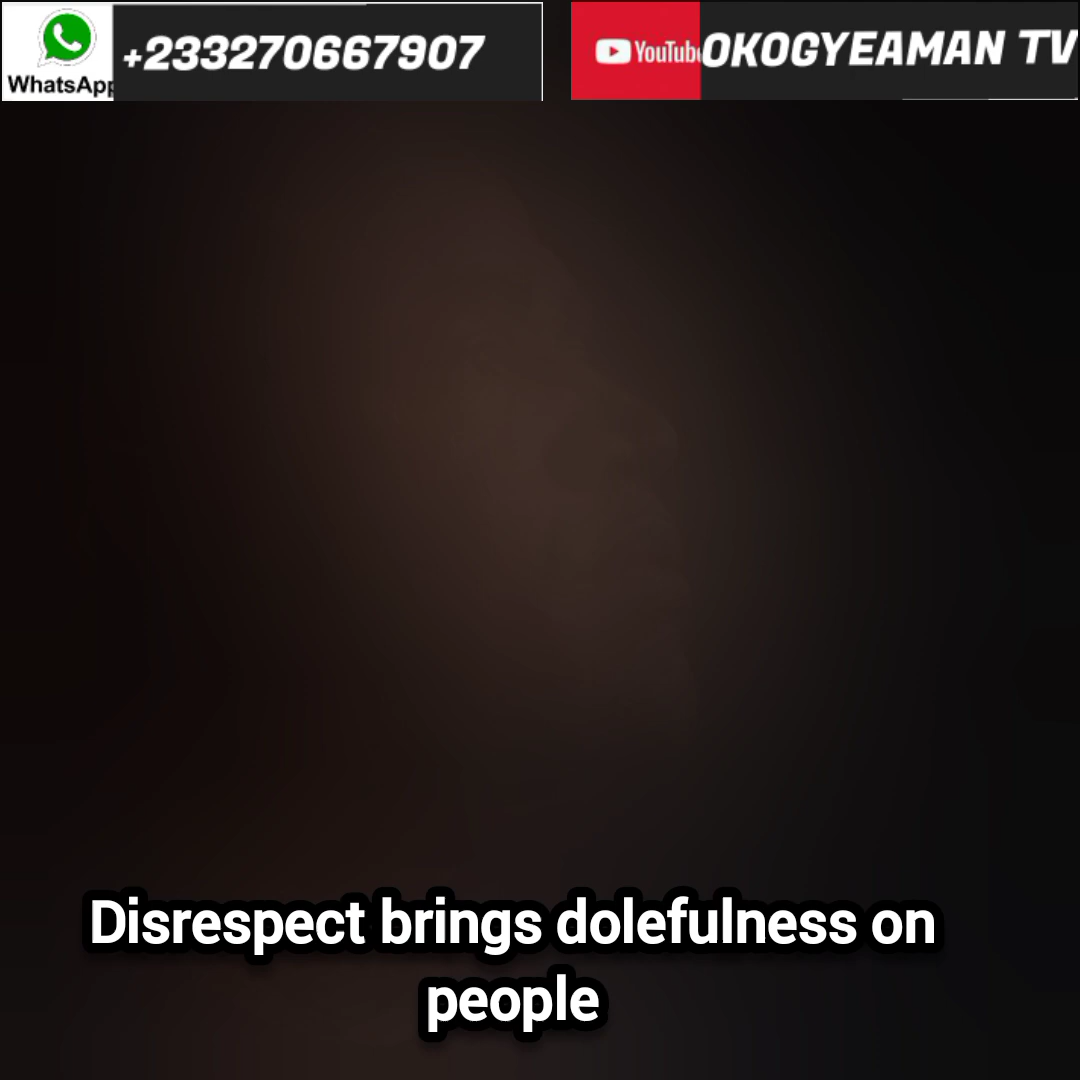 WhatsApp +233270667907
YouTube OKOGYEAMAN TV
Disrespect brings dolefulness on
people